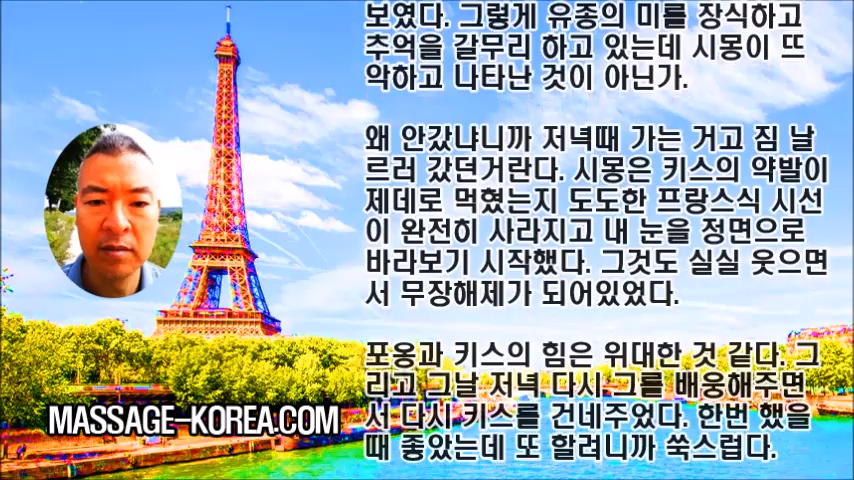 보였다. 그렇게 유종의 미를 장식하고
추억을 갈무리 하고 있는데 시몽이 뜨
악하고 나타난 것이 아닌가.
왜 안갔냐니까 저녁때 가는 거고 짐 날
르러 갔던거란다. 시몽은 키스의 약발이
제데로 먹혔는지 도도한 프랑스식 시선
이 완전히 사라지고 내 눈을 정면으로
바라보기 시작했다. 그것도 실실 웃으면
서 무장해제가 되어있었다.
포옹과 키스의 힘은 위대한 것 같다. 그
리고 그날 저녁 다시 그를 배웅해주면
서 다시 키스를 건네주었다. 한번 했을
때 좋았는데 또 할려니까 쑥스럽다.
MASSAGE-KOREA.COM